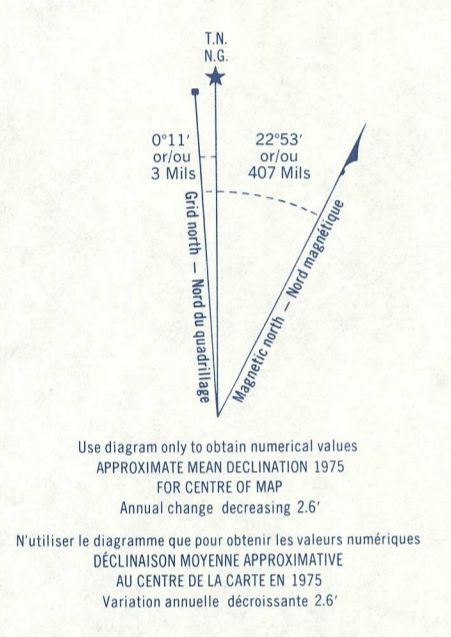 T.N.
N.G.
0°11′
or/ou
3 Mils
22°53′
or/ou
407 Mils
Grid north — Nord du quadrillage
Magnetic north — Nord magnétique
Use diagram only to obtain numerical values
APPROXIMATE MEAN DECLINATION 1975
FOR CENTRE OF MAP
Annual change decreasing 2.6′
N'utiliser le diagramme que pour obtenir les valeurs numériques
DÉCLINAISON MOYENNE APPROXIMATIVE
AU CENTRE DE LA CARTE EN 1975
Variation annuelle décroissante 2.6′